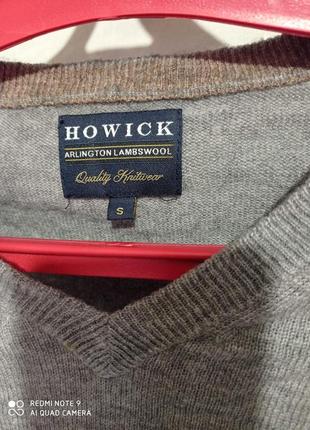 HOWICK
ARLINGTON LAMBSWOOL
Quality Knitwear
S
REDMI NOTE 9
AI QUAD CAMERA